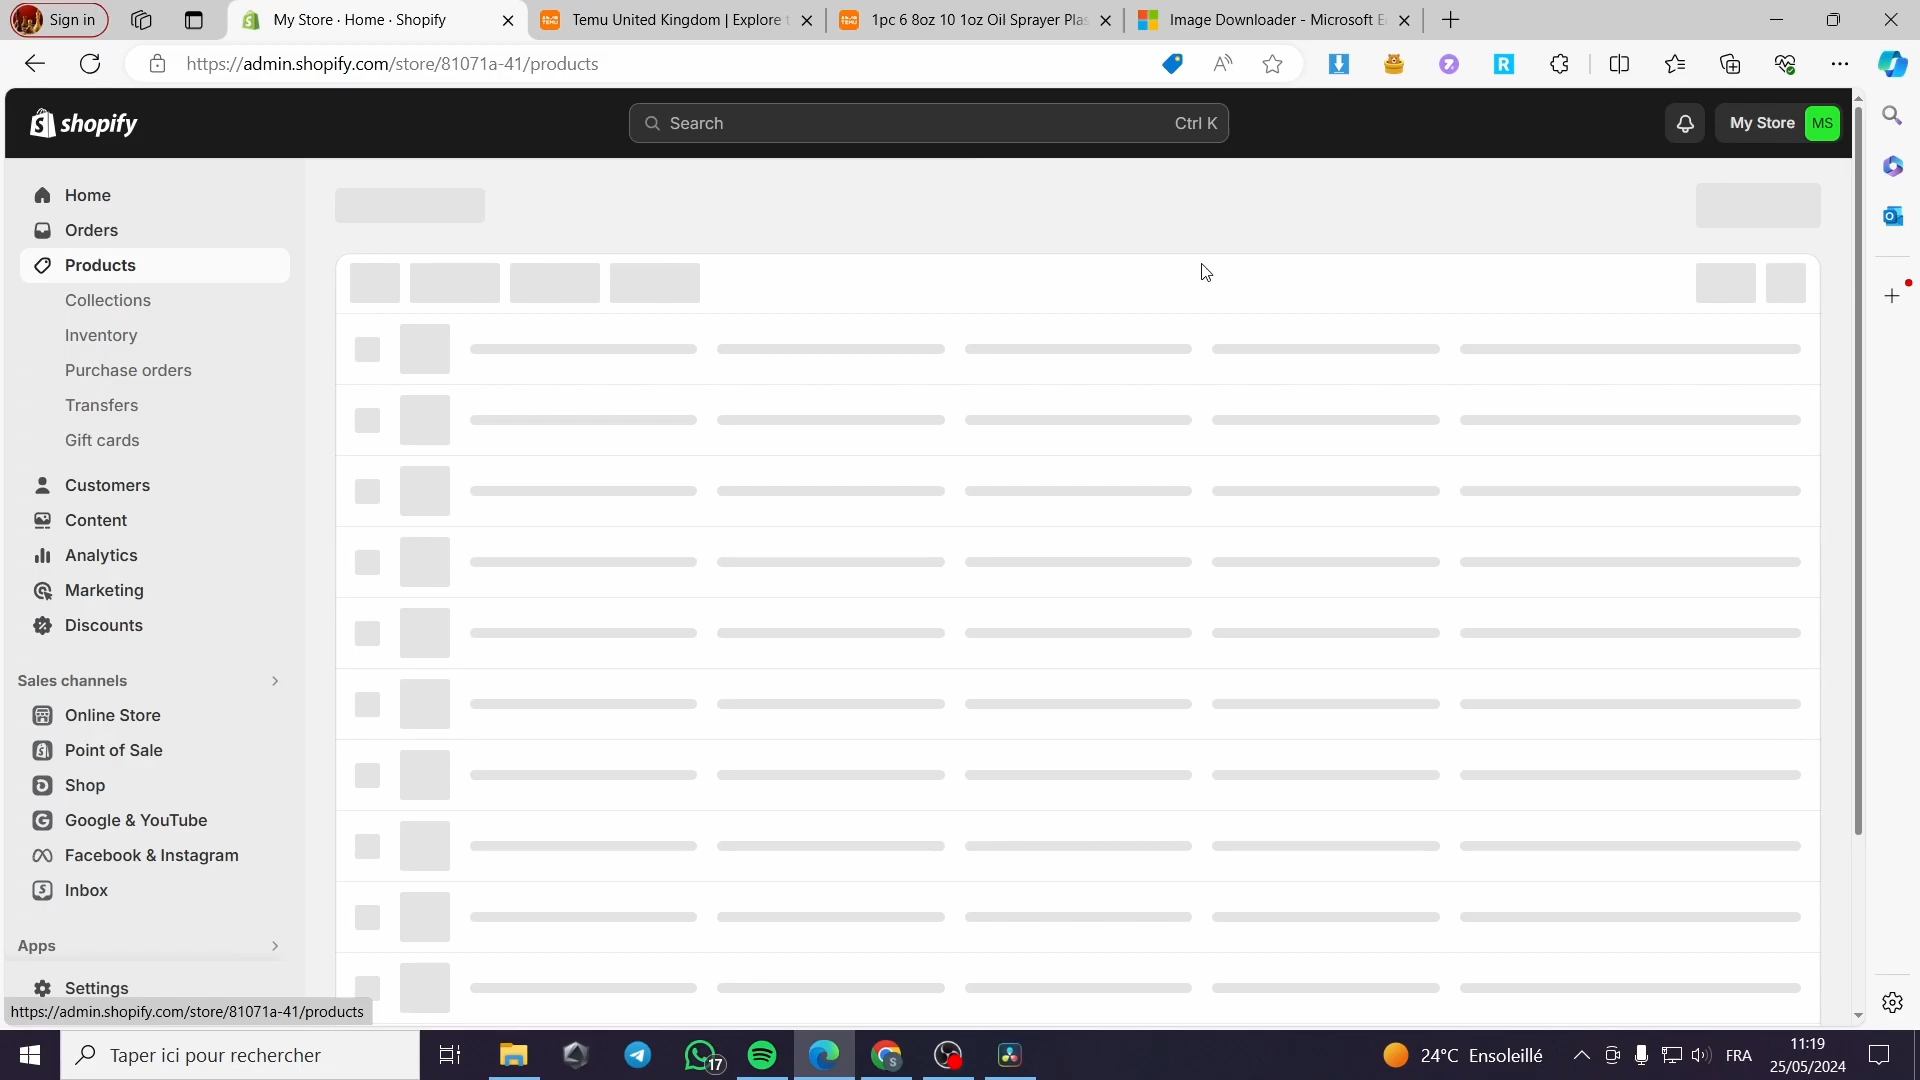 Sign in
My Store · Home · Shopify
Temu United Kingdom | Explore t
1pc 6 8oz 10 1oz Oil Sprayer Plas
Image Downloader - Microsoft E
https://admin.shopify.com/store/81071a-41/products
shopify
Search
Ctrl K
My Store
MS
Home
Orders
Products
Collections
Inventory
Purchase orders
Transfers
Gift cards
Customers
Content
Analytics
Marketing
Discounts
Sales channels
Online Store
Point of Sale
Shop
Google & YouTube
Facebook & Instagram
Inbox
Apps
Settings
https://admin.shopify.com/store/81071a-41/products
Taper ici pour rechercher
17
24°C Ensoleillé
FRA
11:19
25/05/2024